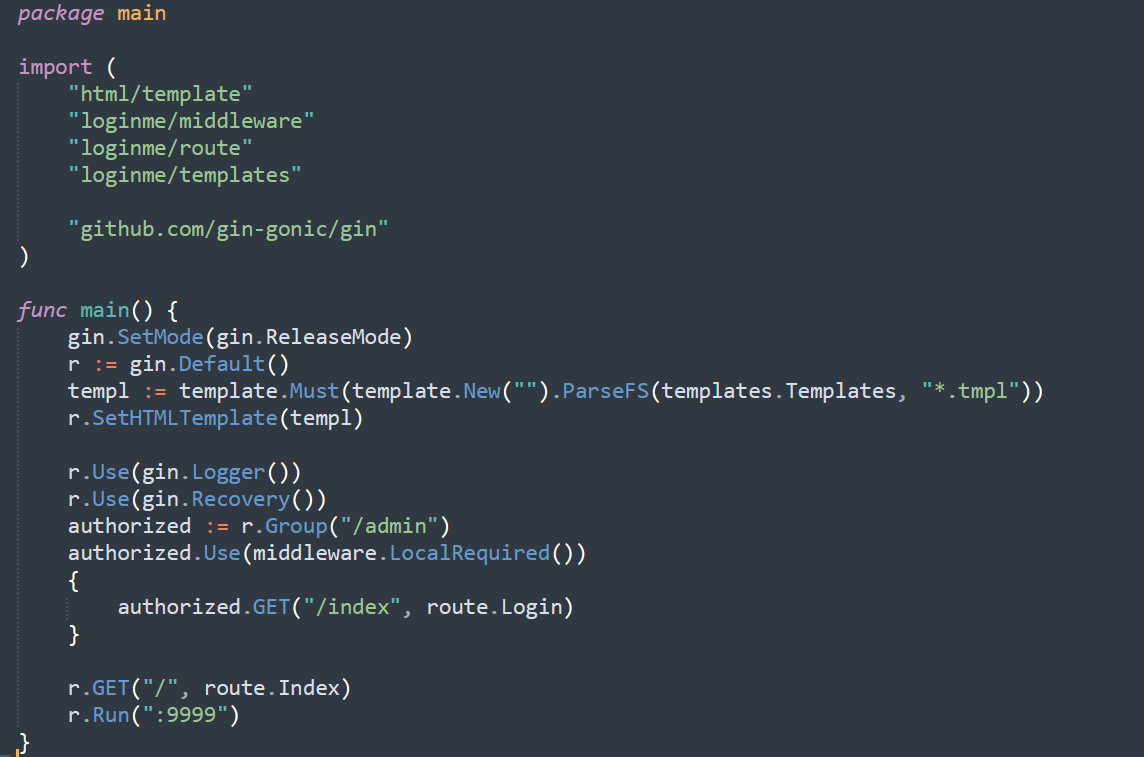 package main
import (
"html/template"
"loginme/middleware"
"loginme/route"
"loginme/templates"
"github.com/gin-gonic/gin"
)
func main() {
gin.SetMode(gin.ReleaseMode)
r := gin.Default()
templ := template.Must(template.New("").ParseFS(templates.Templates, "*.tmpl"))
r.SetHTMLTemplate(templ)
r.Use(gin.Logger())
r.Use(gin.Recovery())
authorized := r.Group("/admin")
authorized.Use(middleware.LocalRequired())
{
authorized.GET("/index", route.Login)
}
r.GET("/", route.Index)
r.Run(":9999")
}